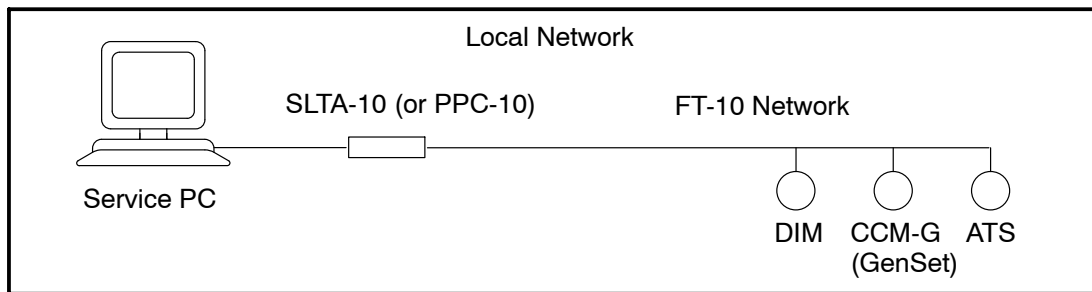 Local Network
SLTA-10 (or PPC-10)
FT-10 Network
Service PC
DIM
CCM-G
(GenSet)
ATS